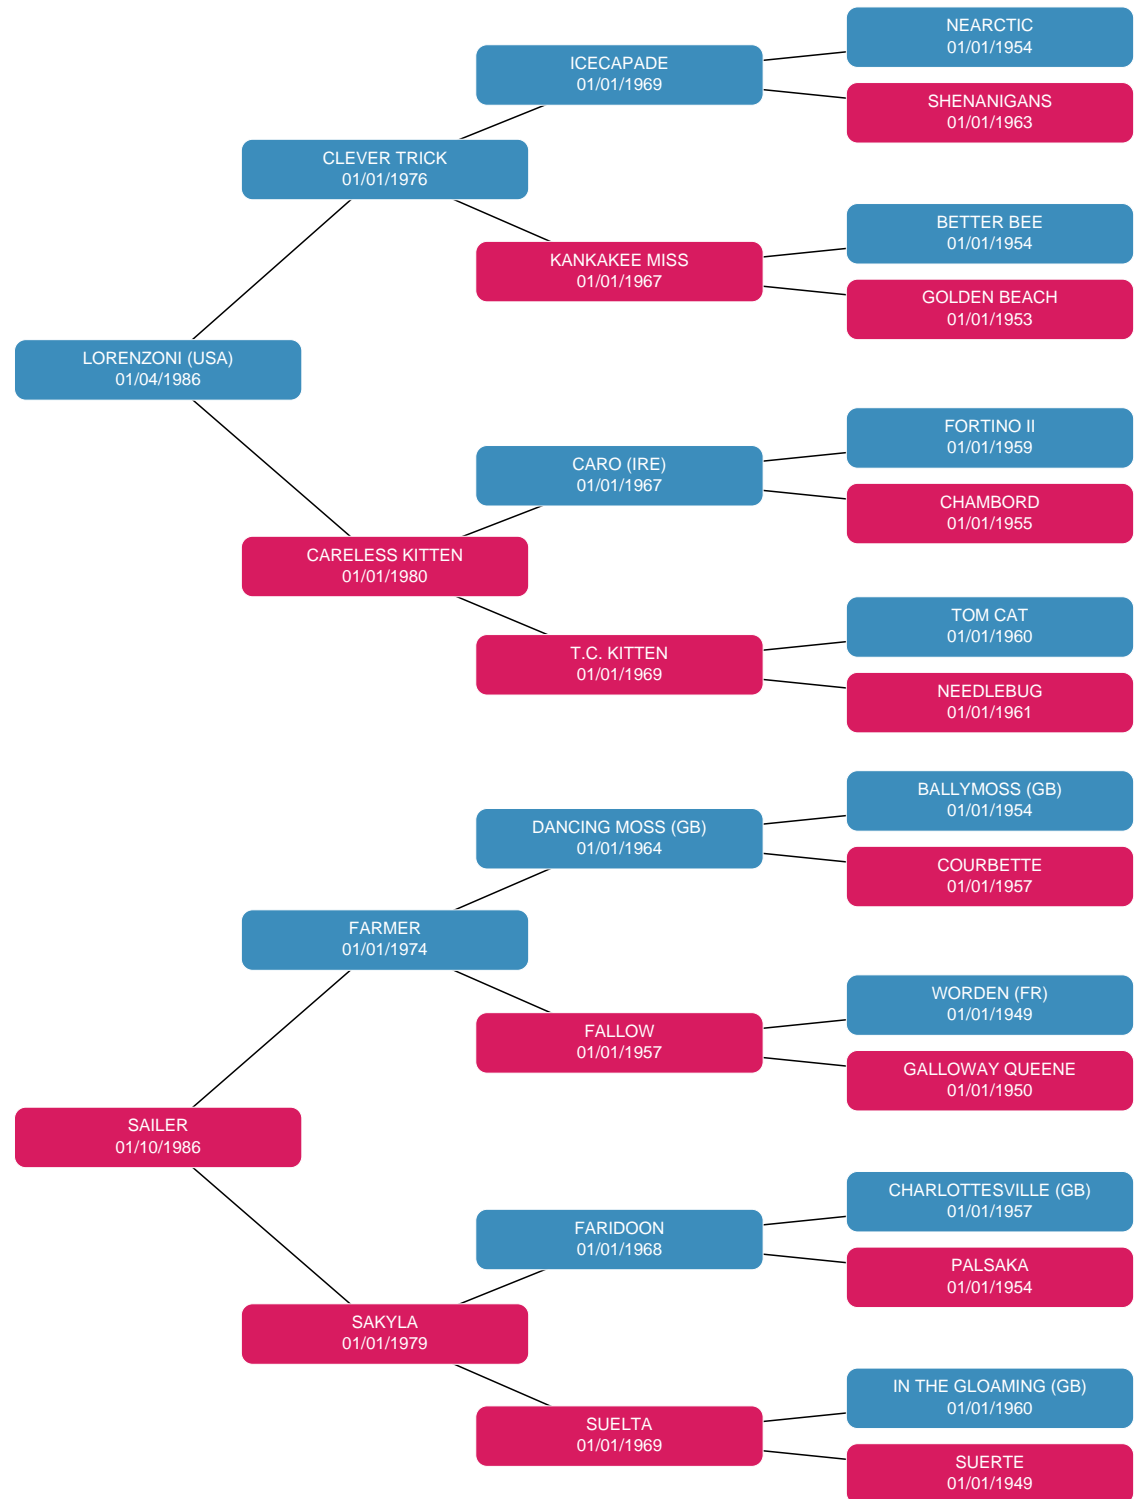 NEARCTIC
01/01/1954
ICECAPADE
01/01/1969
SHENANIGANS
01/01/1963
CLEVER TRICK
01/01/1976
BETTER BEE
01/01/1954
KANKAKEE MISS
01/01/1967
GOLDEN BEACH
01/01/1953
LORENZONI (USA)
01/04/1986
FORTINO II
01/01/1959
CARO (IRE)
01/01/1967
CHAMBORD
01/01/1955
CARELESS KITTEN
01/01/1980
TOM CAT
01/01/1960
T.C. KITTEN
01/01/1969
NEEDLEBUG
01/01/1961
BALLYMOSS (GB)
01/01/1954
DANCING MOSS (GB)
01/01/1964
COURBETTE
01/01/1957
FARMER
01/01/1974
WORDEN (FR)
01/01/1949
FALLOW
01/01/1957
GALLOWAY QUEENE
01/01/1950
SAILER
01/10/1986
CHARLOTTESVILLE (GB)
01/01/1957
FARIDOON
01/01/1968
PALSAKA
01/01/1954
SAKYLA
01/01/1979
IN THE GLOAMING (GB)
01/01/1960
SUELTA
01/01/1969
SUERTE
01/01/1949